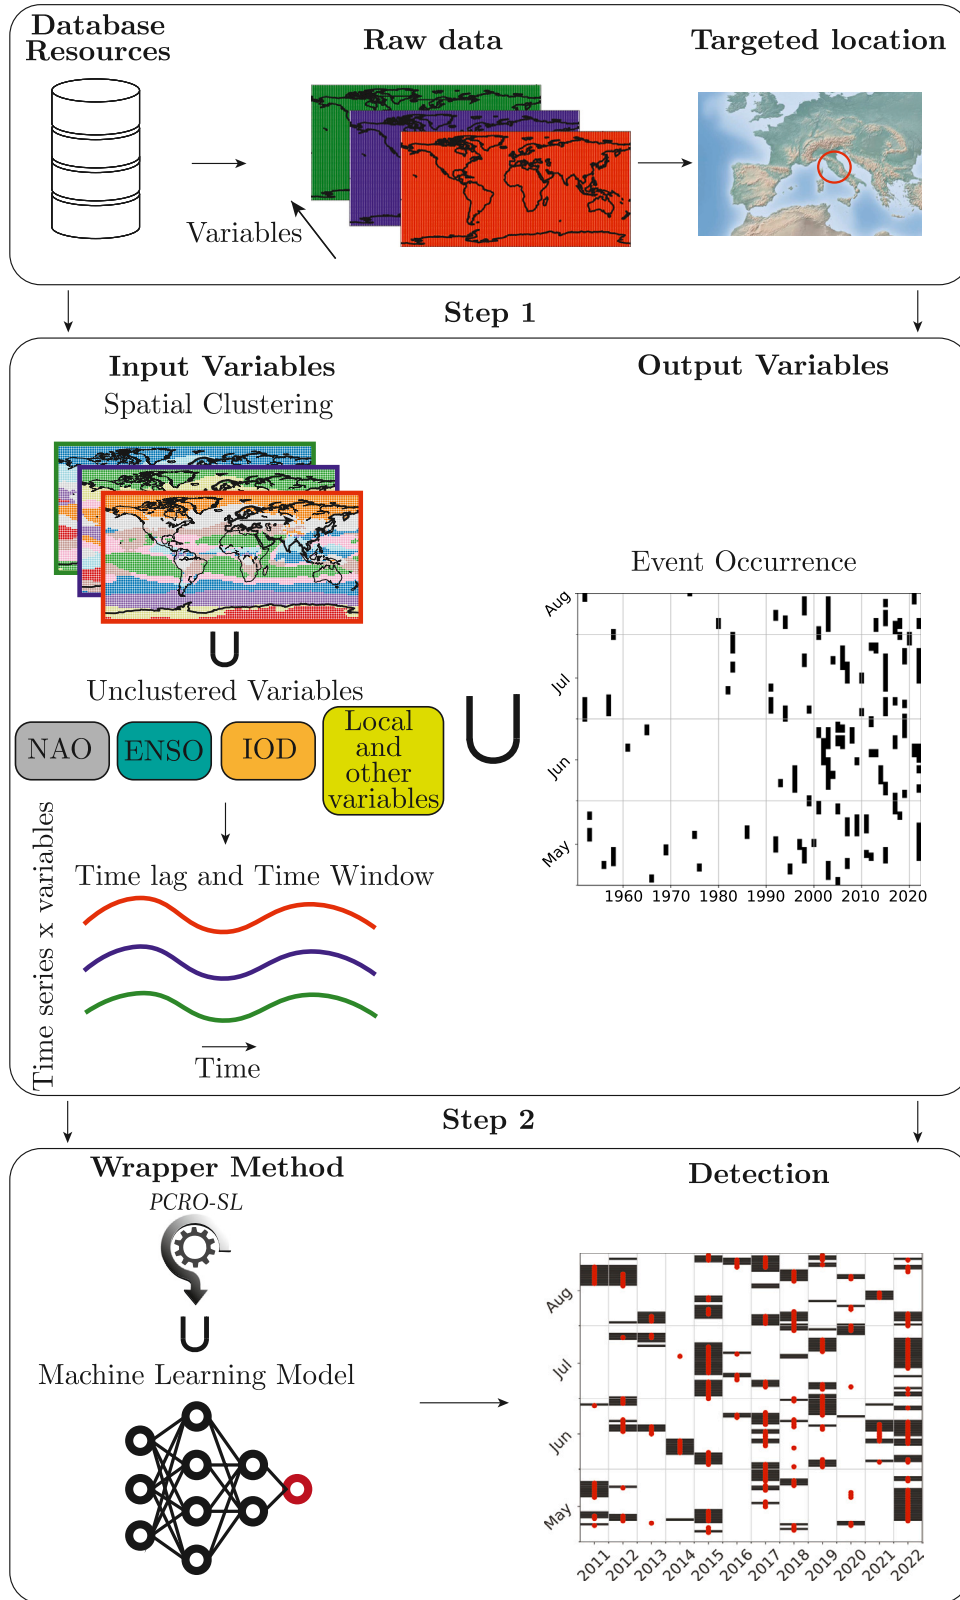 Database
Resources
Raw data
Targeted location
Variables
Step 1
Input Variables
Spatial Clustering
Output Variables
Unclustered Variables
NAO
ENSO
IOD
Local
and
other
variables
Time series x variables
Time lag and Time Window
Time
Event Occurrence
Aug
Jul
Jun
May
1960 1970 1980 1990 2000 2010 2020
Step 2
Wrapper Method
PCRO-SL
Machine Learning Model
Detection
Aug
Jul
Jun
May
2011 2012 2013 2014 2015 2016 2017 2018 2019 2020 2021 2022